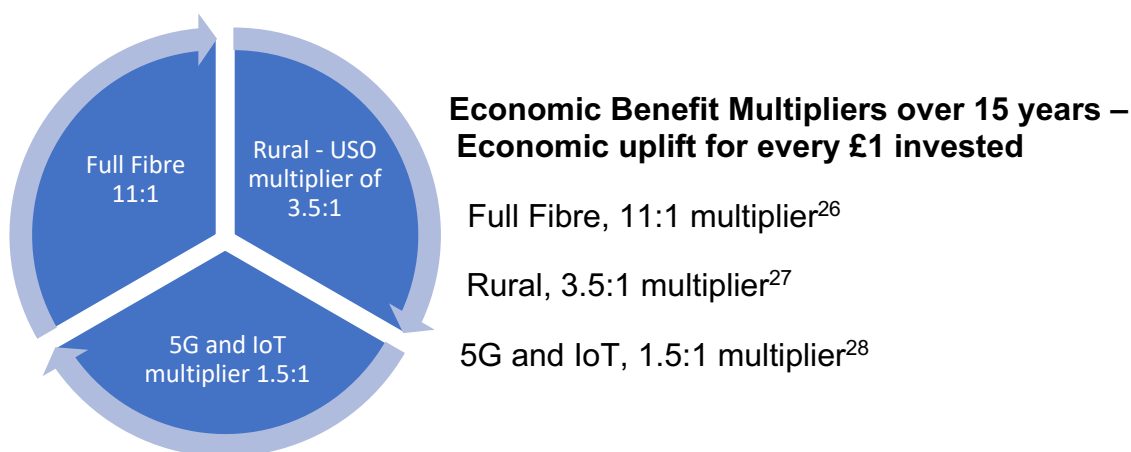 Full Fibre
11:1
Rural - USO
multiplier of
3.5:1
5G and IoT
multiplier 1.5:1
Economic Benefit Multipliers over 15 years –
Economic uplift for every £1 invested
Full Fibre, 11:1 multiplier26
Rural, 3.5:1 multiplier27
5G and IoT, 1.5:1 multiplier28